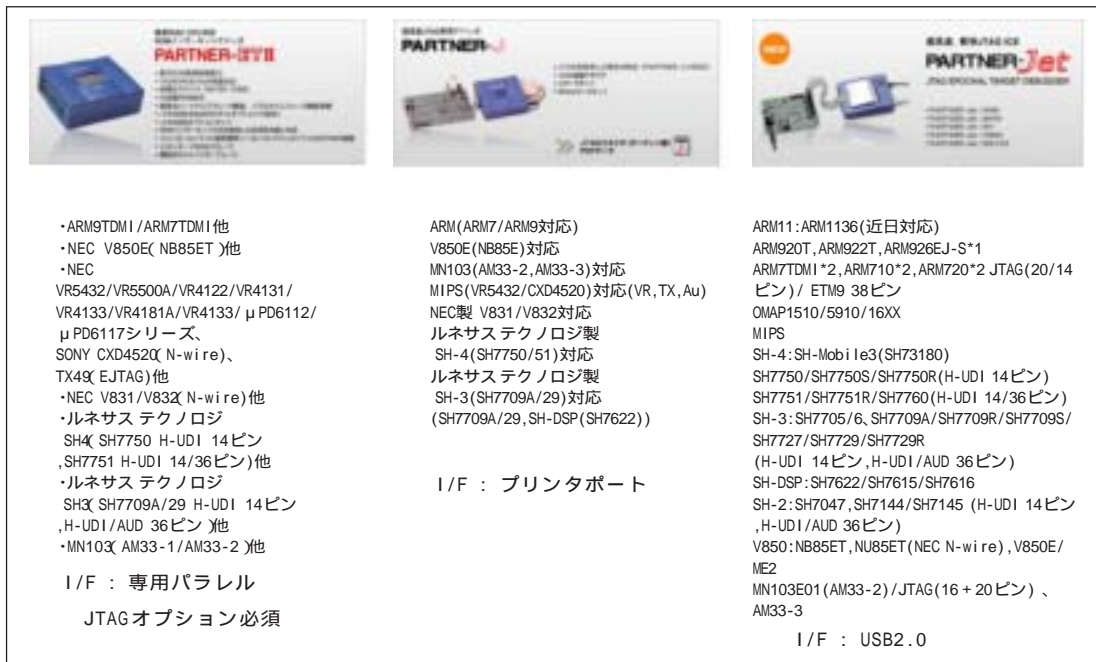 PARTNER-ETII
・ARM9TDMI/ARM7TDMI他
・NEC V850E(NB85ET)他
・NEC
VR5432/VR5500A/VR4122/VR4131/
VR4133/VR4181A/VR4133/μPD6112/
μPD6117シリーズ、
SONY CXD4520(N-wire)、
TX49(EJTAG)他
・NEC V831/V832(N-wire)他
・ルネサス テクノロジ
SH4(SH7750 H-UDI 14ピン
,SH7751 H-UDI 14/36ピン)他
・ルネサス テクノロジ
SH3(SH7709A/29 H-UDI 14ピン
,H-UDI/AUD 36ピン)他
・MN103(AM33-1/AM33-2)他
I/F : 専用パラレル
JTAGオプション必須
PARTNER-J
ARM(ARM7/ARM9対応)
V850E(NB85E)対応
MN103(AM33-2,AM33-3)対応
MIPS(VR5432/CXD4520)対応(VR,TX,Au)
NEC製 V831/V832対応
ルネサス テクノロジ製
SH-4(SH7750/51)対応
ルネサス テクノロジ製
SH-3(SH7709A/29)対応
(SH7709A/29,SH-DSP(SH7622))
I/F : プリンタポート
NEW
PARTNER-Jet
JTAG EPOCHAL TARGET DEBUGGER
ARM11:ARM1136(近日対応)
ARM920T,ARM922T,ARM926EJ-S*1
ARM7TDMI*2,ARM710*2,ARM720*2 JTAG(20/14
ピン)/ ETM9 38ピン
OMAP1510/5910/16XX
MIPS
SH-4:SH-Mobile3(SH73180)
SH7750/SH7750S/SH7750R(H-UDI 14ピン)
SH7751/SH7751R/SH7760(H-UDI 14/36ピン)
SH-3:SH7705/6、SH7709A/SH7709R/SH7709S/
SH7727/SH7729/SH7729R
(H-UDI 14ピン,H-UDI/AUD 36ピン)
SH-DSP:SH7622/SH7615/SH7616
SH-2:SH7047,SH7144/SH7145 (H-UDI 14ピン
,H-UDI/AUD 36ピン)
V850:NB85ET,NU85ET(NEC N-wire),V850E/
ME2
MN103E01(AM33-2)/JTAG(16+20ピン) 、
AM33-3
I/F : USB2.0